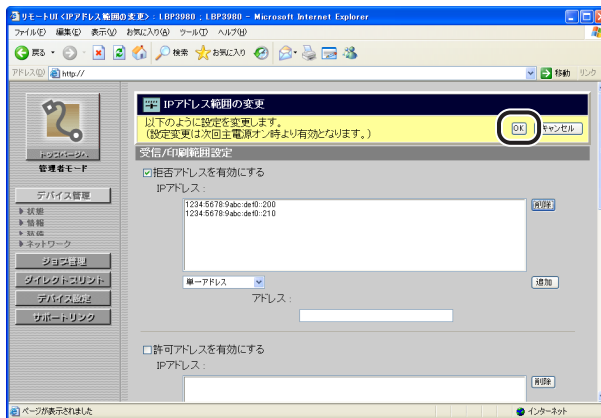 リモートUI <IPアドレス範囲の変更> : LBP3980 : LBP3980 - Microsoft Internet Explorer
ファイル(F) 編集(E) 表示(V) お気に入り(A) ツール(T) ヘルプ(H)
戻る 検索 お気に入り
アドレス(D) http:// 移動 リンク
IPアドレス範囲の変更
以下のように設定を変更します。
(設定変更は次回主電源オン時より有効となります。)
OK キャンセル
トップページへ
管理者モード
デバイス管理
状態
情報
ネットワーク
ジョブ管理
ダイレクトプリント
デバイス設定
サポートリンク
受信/印刷範囲設定
拒否アドレスを有効にする
IPアドレス :
1234:5678:9abc:def0::200
1234:5678:9abc:def0::210
削除
単一アドレス
追加
アドレス :
許可アドレスを有効にする
IPアドレス :
削除
ページが表示されました
インターネット